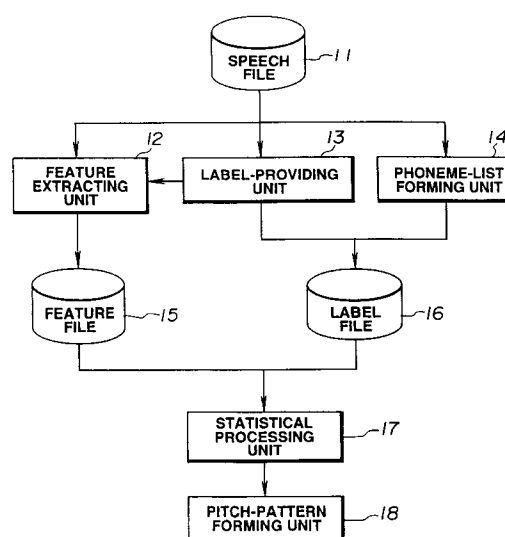 SPEECH
FILE
11
12
13
14
FEATURE
EXTRACTING
UNIT
LABEL-PROVIDING
UNIT
PHONEME-LIST
FORMING UNIT
FEATURE
FILE
15
LABEL
FILE
16
STATISTICAL
PROCESSING
UNIT
17
PITCH-PATTERN
FORMING UNIT
18